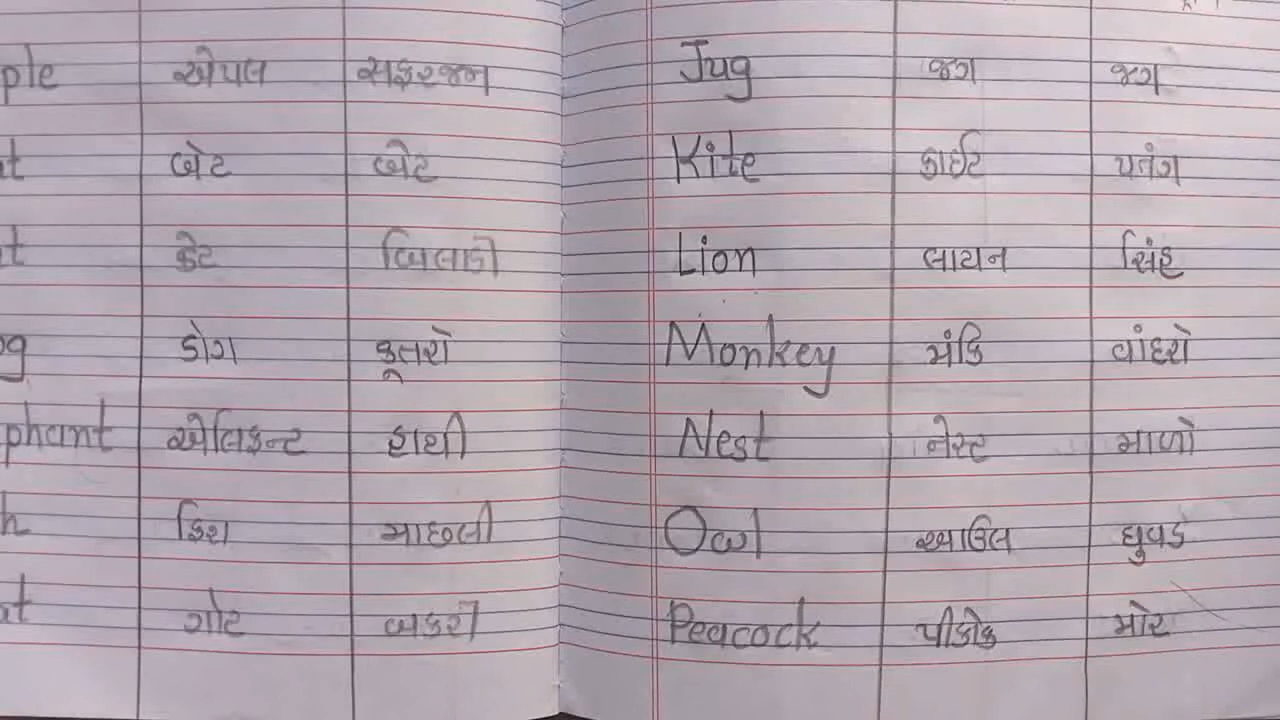 ple એપલ સફરજન
t બેટ બેટ
t કેટ બિલાડી
g ડોગ કૂતરો
phant એલિફન્ટ હાથી
h ફિશ માછલી
t ગોટ બકરી
Jug જગ જગ
Kite કાઈટ પતંગ
Lion લાયન સિંહ
Monkey મંકિ વાંદરો
Nest નેસ્ટ માળો
Owl આઉલ ઘુવડ
Peacock પીકોક મોર